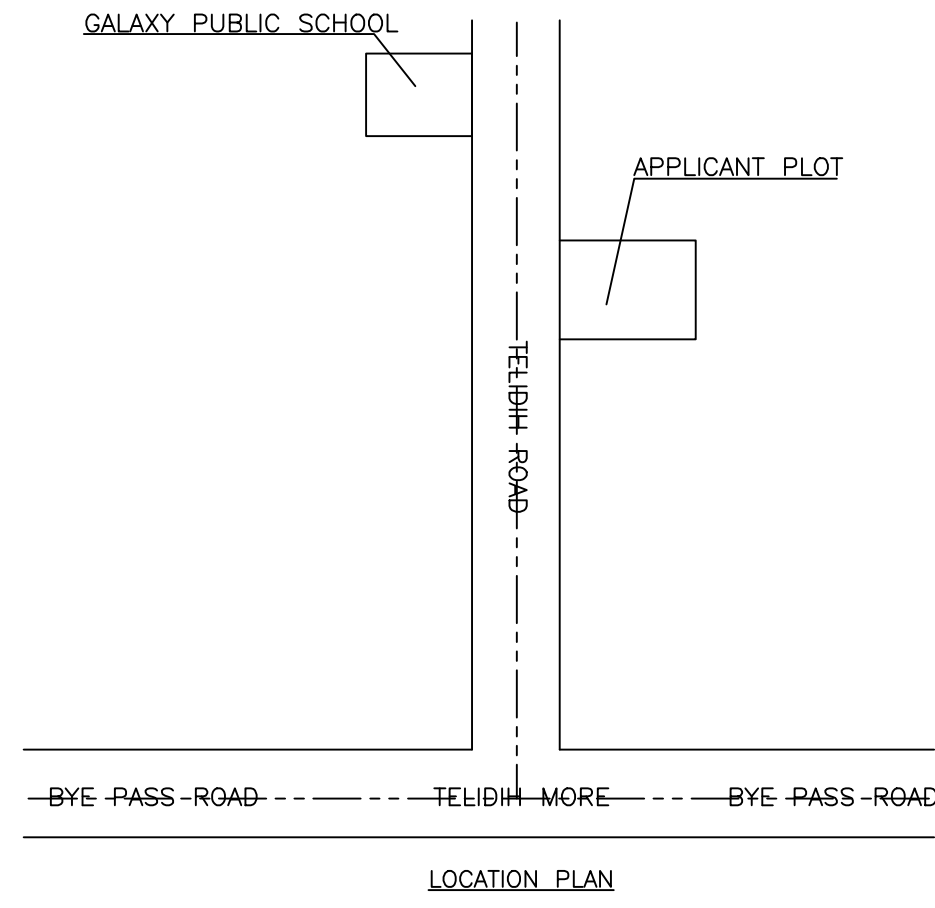 GALAXY PUBLIC SCHOOL
APPLICANT PLOT
TELIDIH ROAD
BYE PASS ROAD
TELIDIH MORE
BYE PASS ROAD
LOCATION PLAN